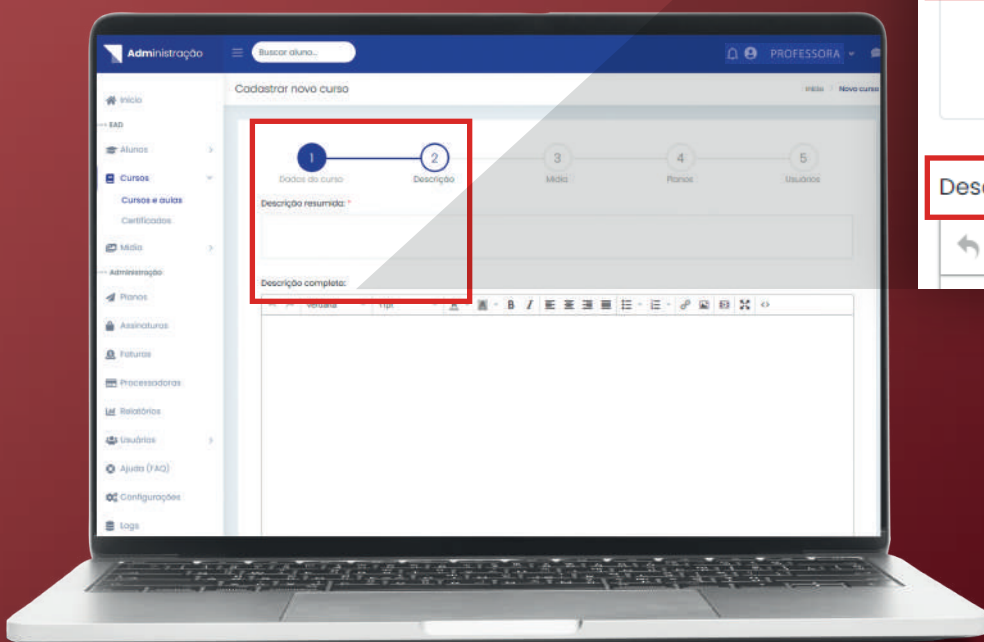 Administração
Buscar aluno...
PROFESSORA
Cadastrar novo curso
Início
Novo curso
Início
EAD
Alunos
Cursos
Cursos e aulas
Certificados
Mídia
Administração
Planos
Assinaturas
Faturas
Processadoras
Relatórios
Usuários
Ajuda (FAQ)
Configurações
Logs
1 2 3 4 5
Dados do curso Descrição Mídia Planos Usuários
Descrição resumida: *
Descrição completa:
Verdana 11pt A A B I
Desc